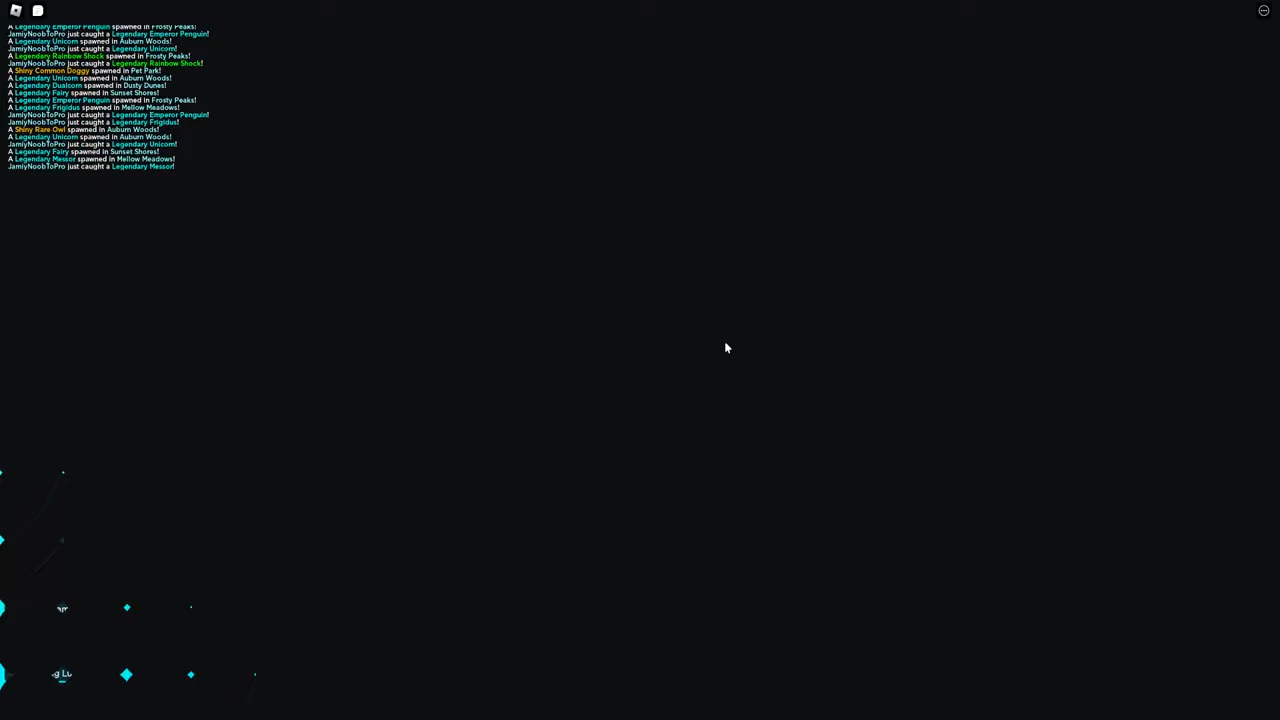 A Legendary Emperor Penguin spawned in Frosty Peaks!
JamiyNoobToPro just caught a Legendary Emperor Penguin!
A Legendary Unicorn spawned in Auburn Woods!
JamiyNoobToPro just caught a Legendary Unicorn!
A Legendary Rainbow Shock spawned in Frosty Peaks!
JamiyNoobToPro just caught a Legendary Rainbow Shock!
A Shiny Common Doggy spawned in Pet Park!
A Legendary Unicorn spawned in Auburn Woods!
A Legendary Dualcorn spawned in Dusty Dunes!
A Legendary Fairy spawned in Sunset Shores!
A Legendary Emperor Penguin spawned in Frosty Peaks!
A Legendary Frigidus spawned in Mellow Meadows!
JamiyNoobToPro just caught a Legendary Emperor Penguin!
JamiyNoobToPro just caught a Legendary Frigidus!
A Shiny Rare Owl spawned in Auburn Woods!
A Legendary Unicorn spawned in Auburn Woods!
JamiyNoobToPro just caught a Legendary Unicorn!
A Legendary Fairy spawned in Sunset Shores!
A Legendary Messor spawned in Mellow Meadows!
JamiyNoobToPro just caught a Legendary Messor!